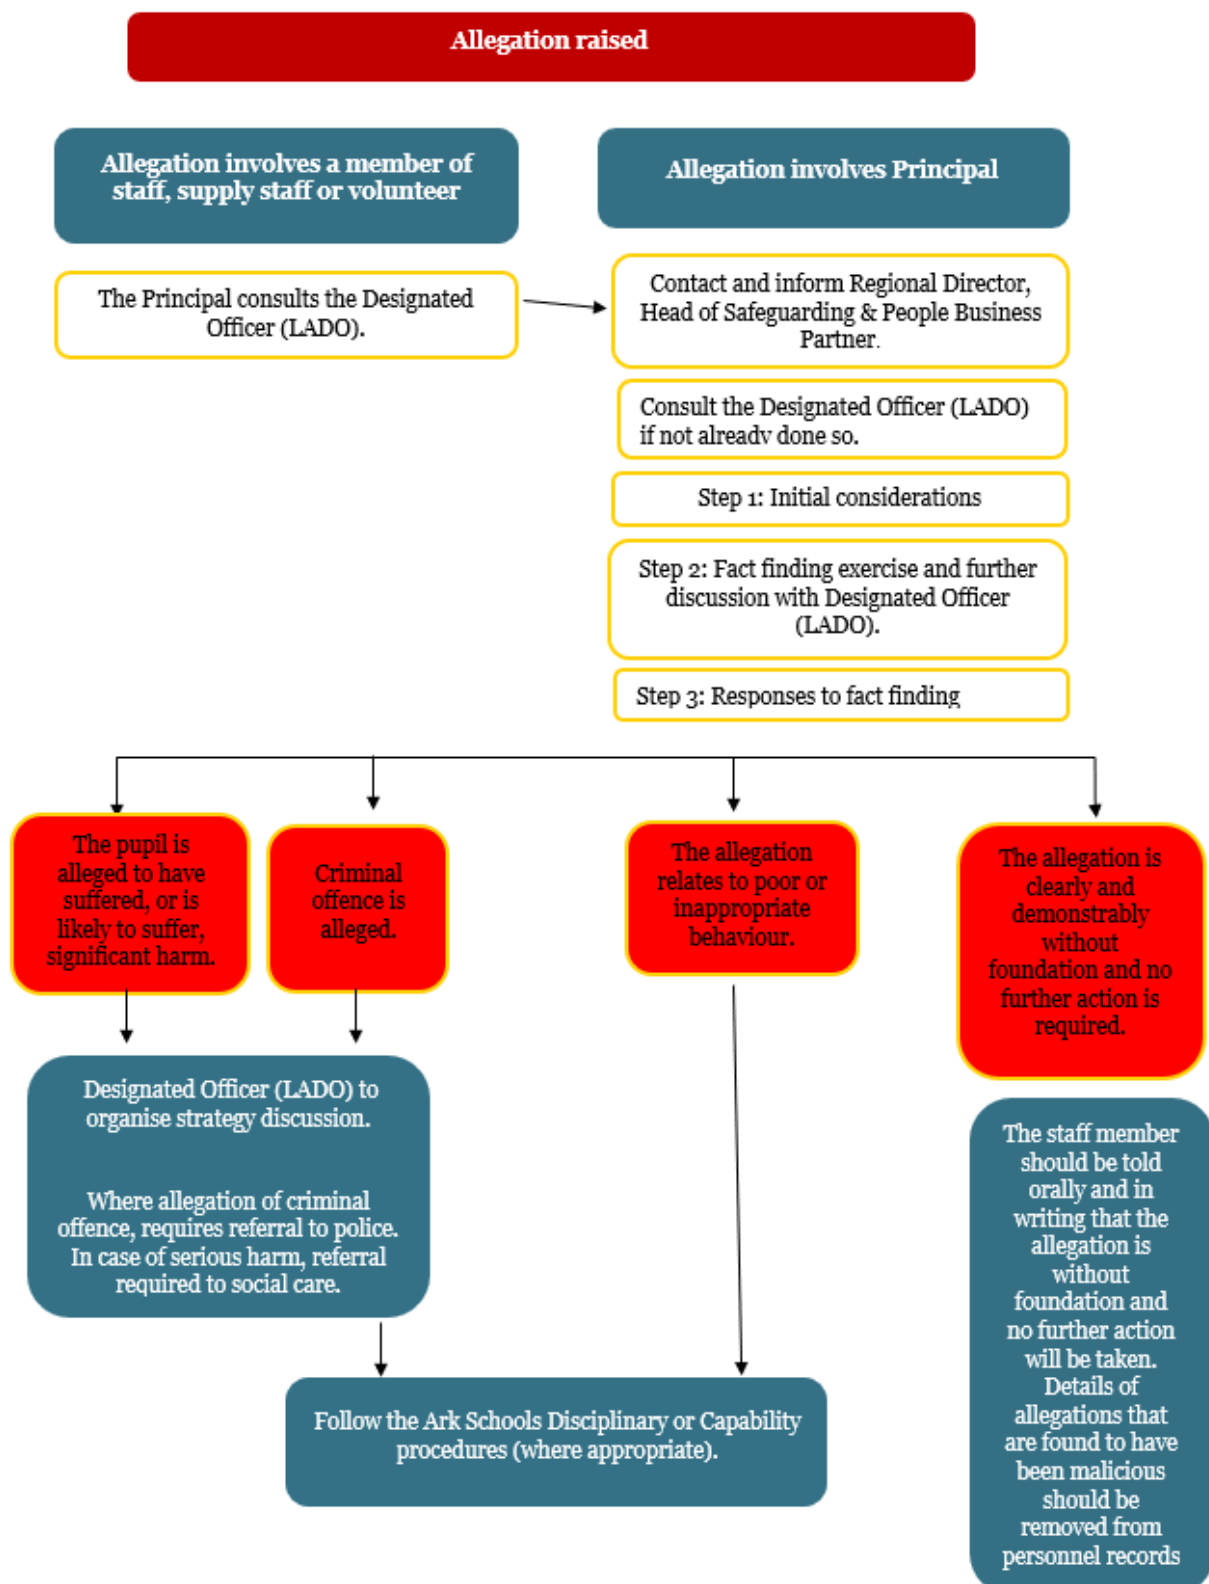 Allegation raised
Allegation involves a member of
staff, supply staff or volunteer
Allegation involves Principal
The Principal consults the Designated
Officer (LADO).
Contact and inform Regional Director,
Head of Safeguarding & People Business
Partner.
Consult the Designated Officer (LADO)
if not already done so.
Step 1: Initial considerations
Step 2: Fact finding exercise and further
discussion with Designated Officer
(LADO).
Step 3: Responses to fact finding
The pupil is
alleged to have
suffered, or is
likely to suffer,
significant harm.
Criminal
offence is
alleged.
The allegation
relates to poor or
inappropriate
behaviour.
The allegation is
clearly and
demonstrably
without
foundation and no
further action is
required.
Designated Officer (LADO) to
organise strategy discussion.
Where allegation of criminal
offence, requires referral to police.
In case of serious harm, referral
required to social care.
The staff member
should be told
orally and in
writing that the
allegation is
without
foundation and
no further action
will be taken.
Details of
allegations that
are found to have
been malicious
should be
removed from
personnel records
Follow the Ark Schools Disciplinary or Capability
procedures (where appropriate).